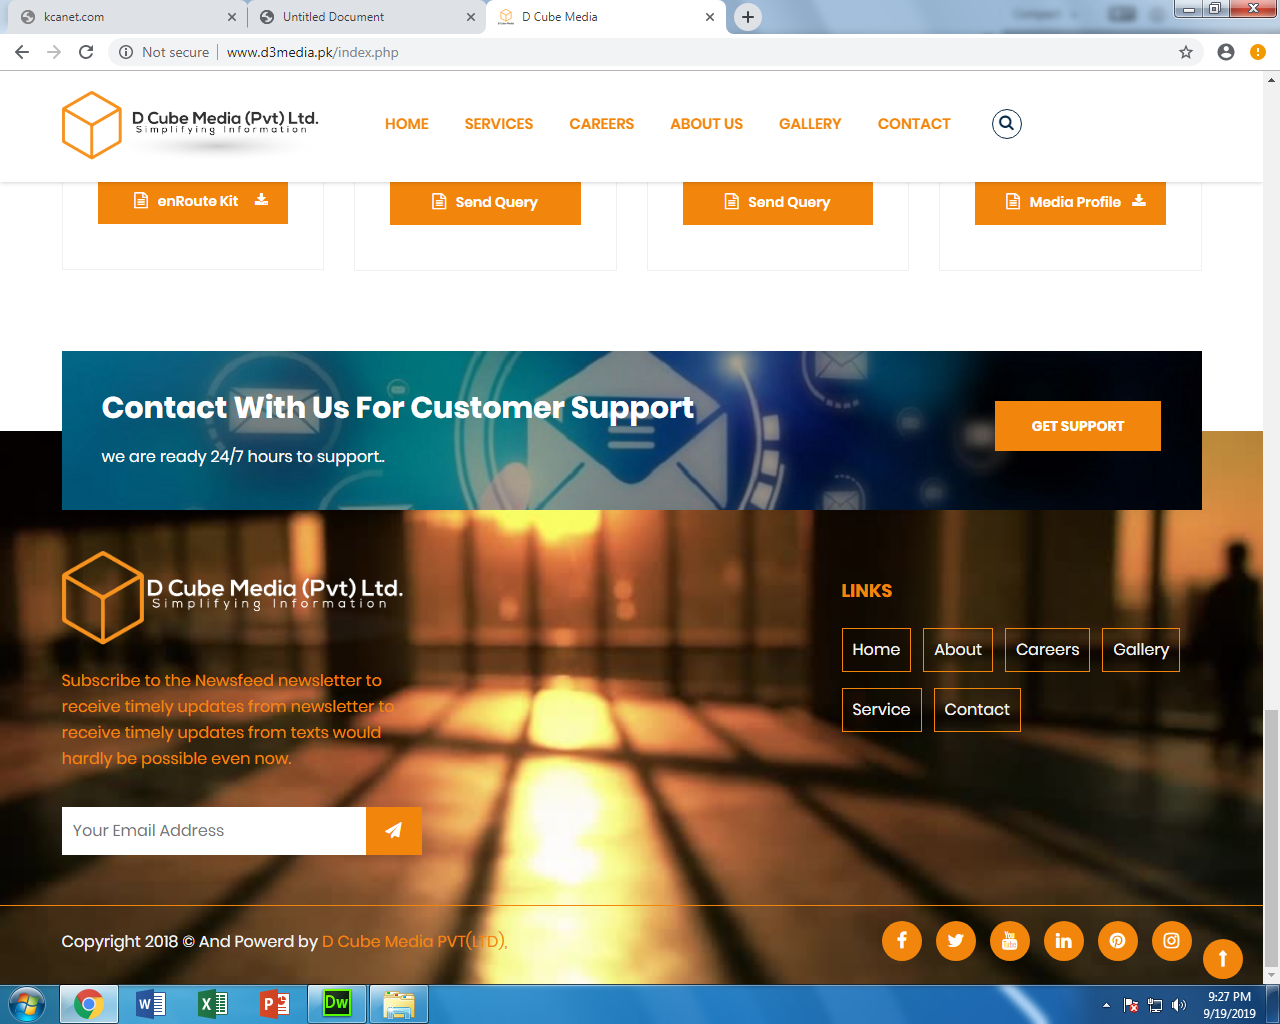 kcanet.com
Untitled Document
D Cube Media
Not secure
www.d3media.pk/index.php
D Cube Media (Pvt) Ltd.
Simplifying Information
HOME
SERVICES
CAREERS
ABOUT US
GALLERY
CONTACT
enRoute Kit
Send Query
Send Query
Media Profile
Contact With Us For Customer Support
we are ready 24/7 hours to support..
GET SUPPORT
D Cube Media (Pvt) Ltd.
Simplifying Information
Subscribe to the Newsfeed newsletter to
receive timely updates from newsletter to
receive timely updates from texts would
hardly be possible even now.
Your Email Address
LINKS
Home
About
Careers
Gallery
Service
Contact
Copyright 2018 © And Powerd by D Cube Media PVT(LTD).
You
Tube
in
Dw
9:27 PM
9/19/2019